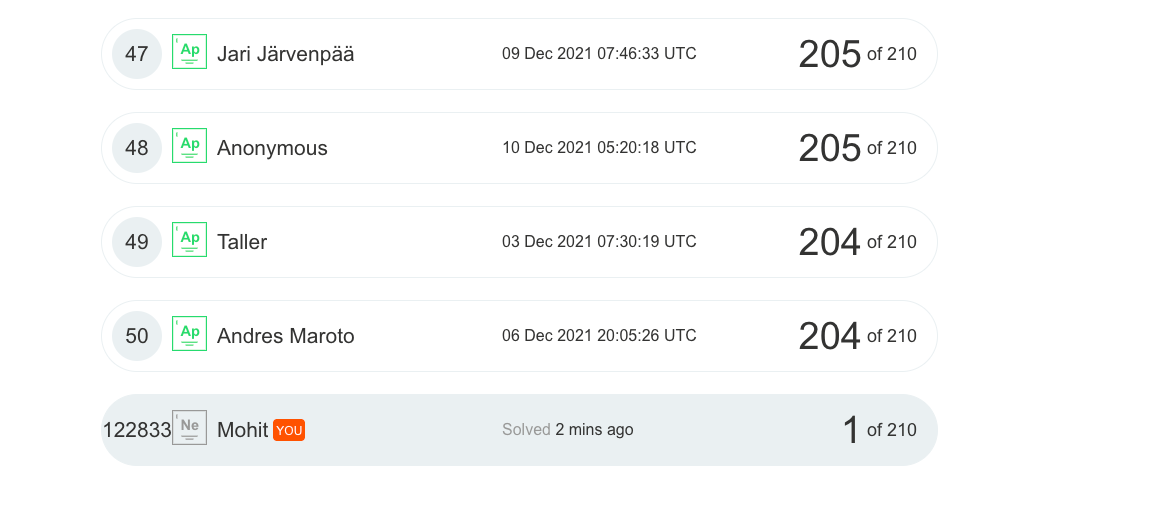 47 Ap Jari Järvenpää 09 Dec 2021 07:46:33 UTC 205 of 210
48 Ap Anonymous 10 Dec 2021 05:20:18 UTC 205 of 210
49 Ap Taller 03 Dec 2021 07:30:19 UTC 204 of 210
50 Ap Andres Maroto 06 Dec 2021 20:05:26 UTC 204 of 210
122833 Ne Mohit YOU Solved 2 mins ago 1 of 210